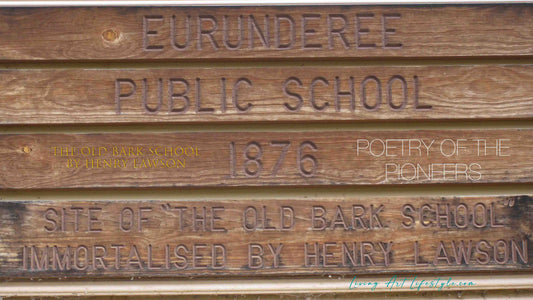 EURUNDEREE
PUBLIC SCHOOL
THE OLD BARK SCHOOL
BY HENRY LAWSON
1876
POETRY OF THE
PIONEERS
SITE OF "THE OLD BARK SCHOOL"
IMMORTALISED BY HENRY LAWSON